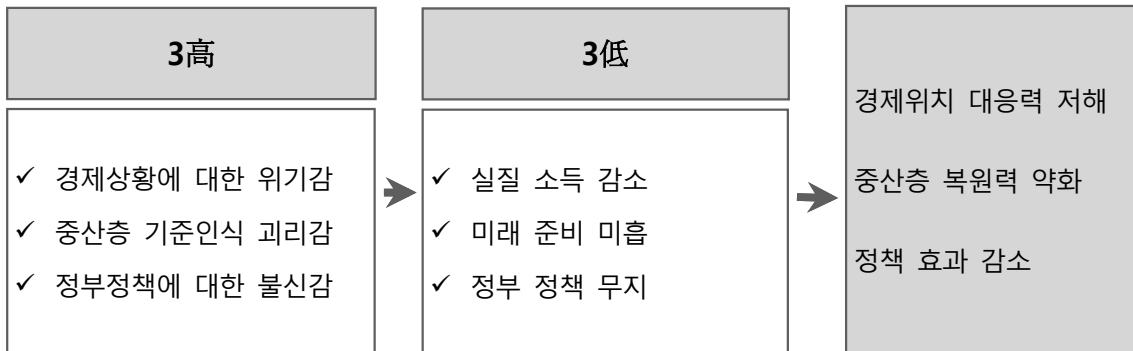 3高
✓ 경제상황에 대한 위기감
✓ 중산층 기준인식 괴리감
✓ 정부정책에 대한 불신감
3低
✓ 실질 소득 감소
✓ 미래 준비 미흡
✓ 정부 정책 무지
경제위치 대응력 저해
중산층 복원력 약화
정책 효과 감소